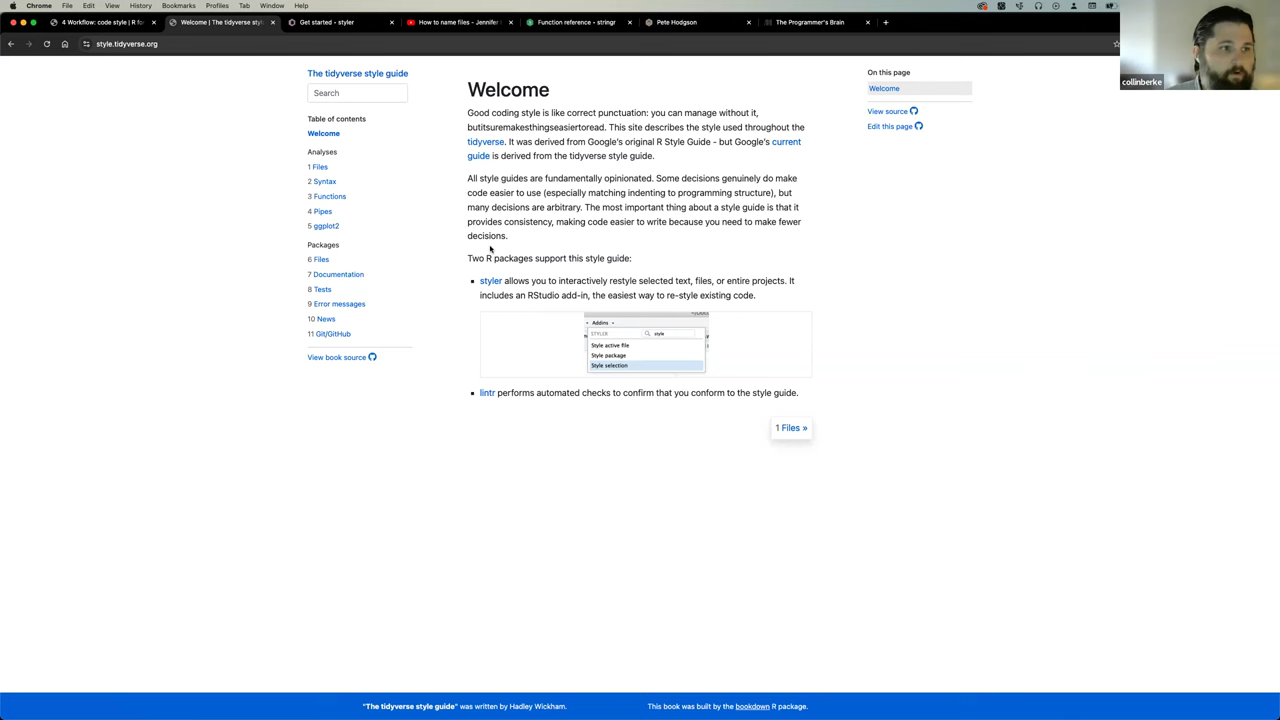 Chrome File Edit View History Bookmarks Profiles Tab Window Help
4 Workflow: code style | R fo
Welcome | The tidyverse style
Get started - styler
How to name files - Jennifer
Function reference - stringr
Pete Hodgson
The Programmer's Brain
style.tidyverse.org
collinberke
The tidyverse style guide
Search
Table of contents
Welcome
Analyses
1 Files
2 Syntax
3 Functions
4 Pipes
5 ggplot2
Packages
6 Files
7 Documentation
8 Tests
9 Error messages
10 News
11 Git/GitHub
View book source
Welcome
Good coding style is like correct punctuation: you can manage without it,
butitsuremakesthingseasiertoread. This site describes the style used throughout the
tidyverse. It was derived from Google's original R Style Guide - but Google's current
guide is derived from the tidyverse style guide.
All style guides are fundamentally opinionated. Some decisions genuinely do make
code easier to use (especially matching indenting to programming structure), but
many decisions are arbitrary. The most important thing about a style guide is that it
provides consistency, making code easier to write because you need to make fewer
decisions.
Two R packages support this style guide:
styler allows you to interactively restyle selected text, files, or entire projects. It
includes an RStudio add-in, the easiest way to re-style existing code.
Addins
STYLER
style
Style active file
Style package
Style selection
lintr performs automated checks to confirm that you conform to the style guide.
1 Files »
On this page
Welcome
View source
Edit this page
"The tidyverse style guide" was written by Hadley Wickham.
This book was built by the bookdown R package.